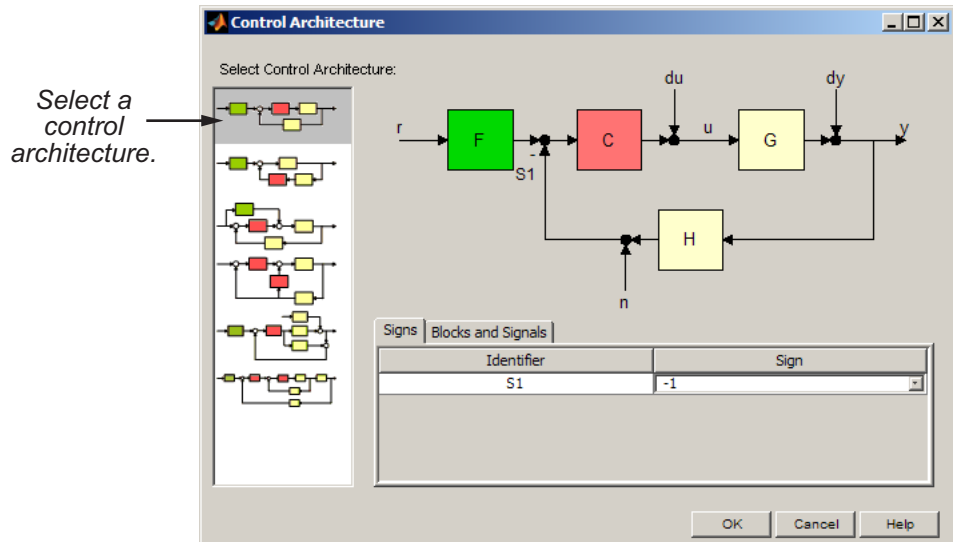 Control Architecture
Select Control Architecture:
Select a
control
architecture.
du
dy
r
F
C
u
G
y
-
S1
H
n
Signs
Blocks and Signals
Identifier
Sign
S1
-1
OK
Cancel
Help